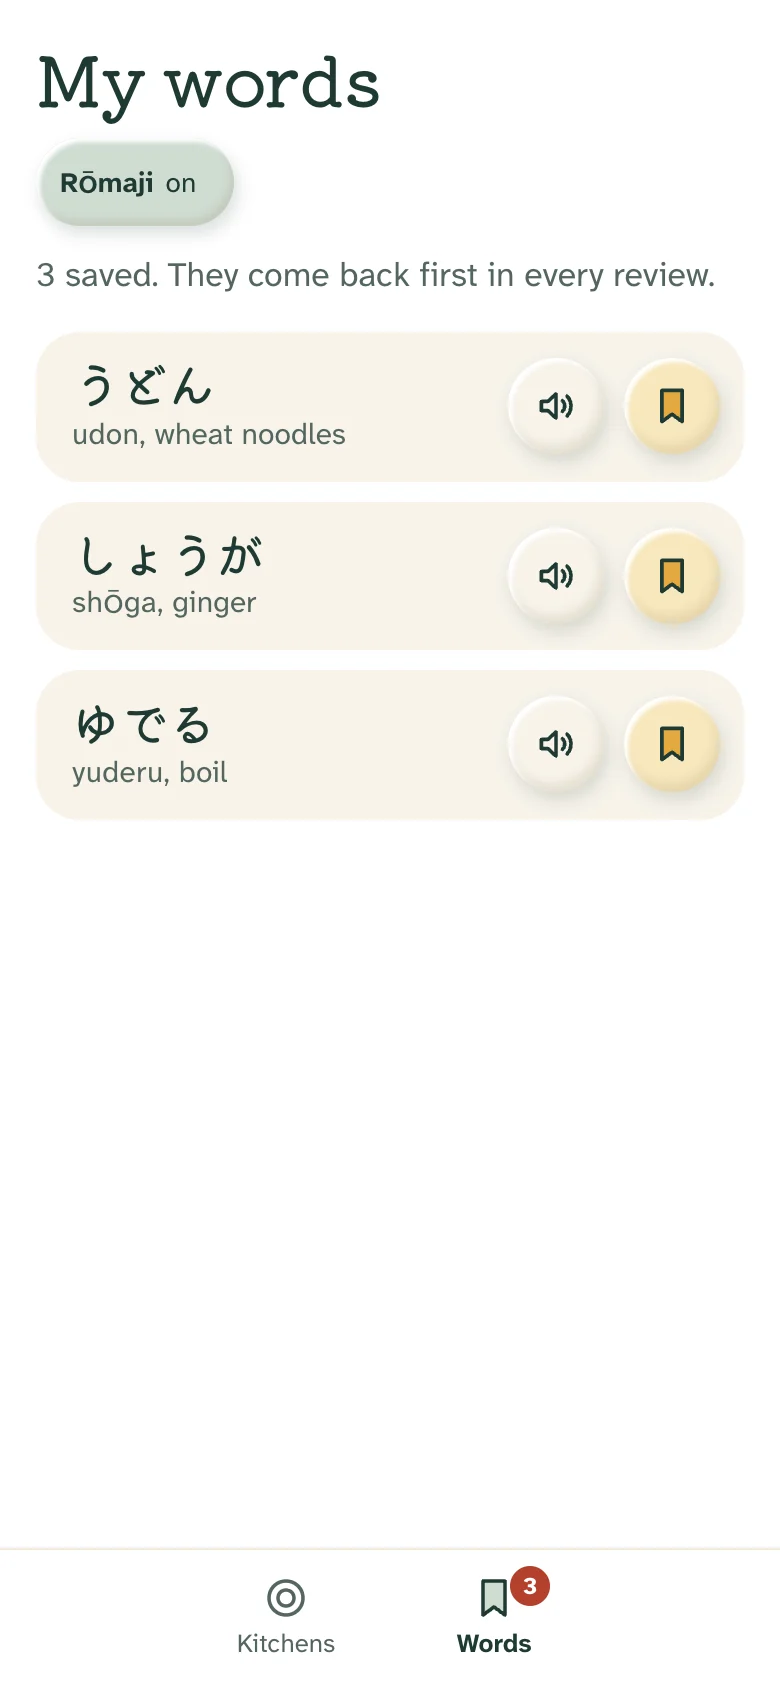 My words
Rōmaji on
3 saved. They come back first in every review.
うどん
udon, wheat noodles
しょうが
shōga, ginger
ゆでる
yuderu, boil
3
Kitchens
Words